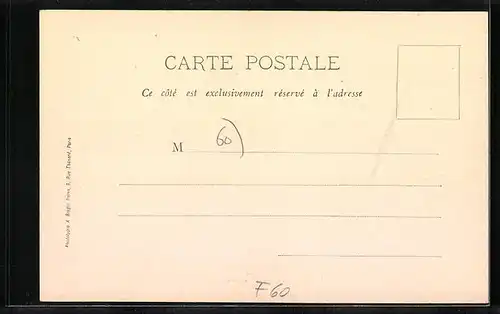 CARTE POSTALE
Ce côté est exclusivement réservé à l'adresse
M
60
F60